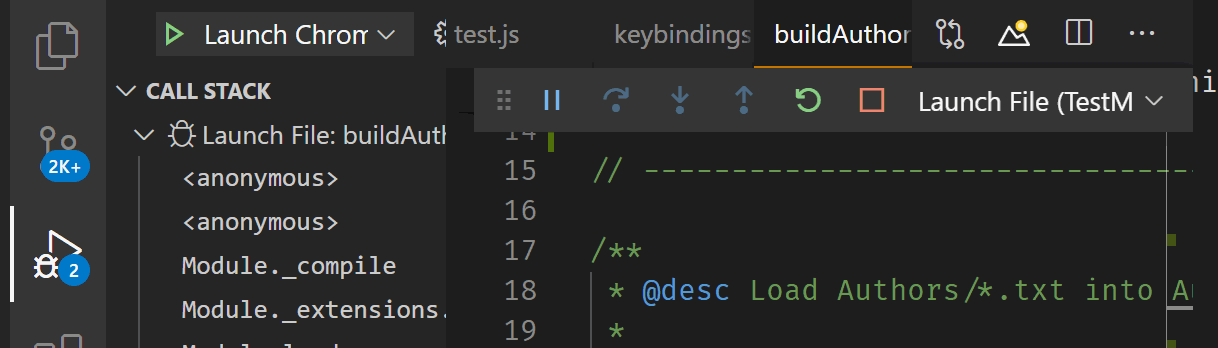 Launch Chrom
test.js
keybindings
buildAuthor
CALL STACK
Launch File (TestM
Launch File: buildAut
2K+
<anonymous>
<anonymous>
Module._compile
2
Module._extensions.
14
15 // --------------------------------
16
17 /**
18 * @desc Load Authors/*.txt into Au
19 *